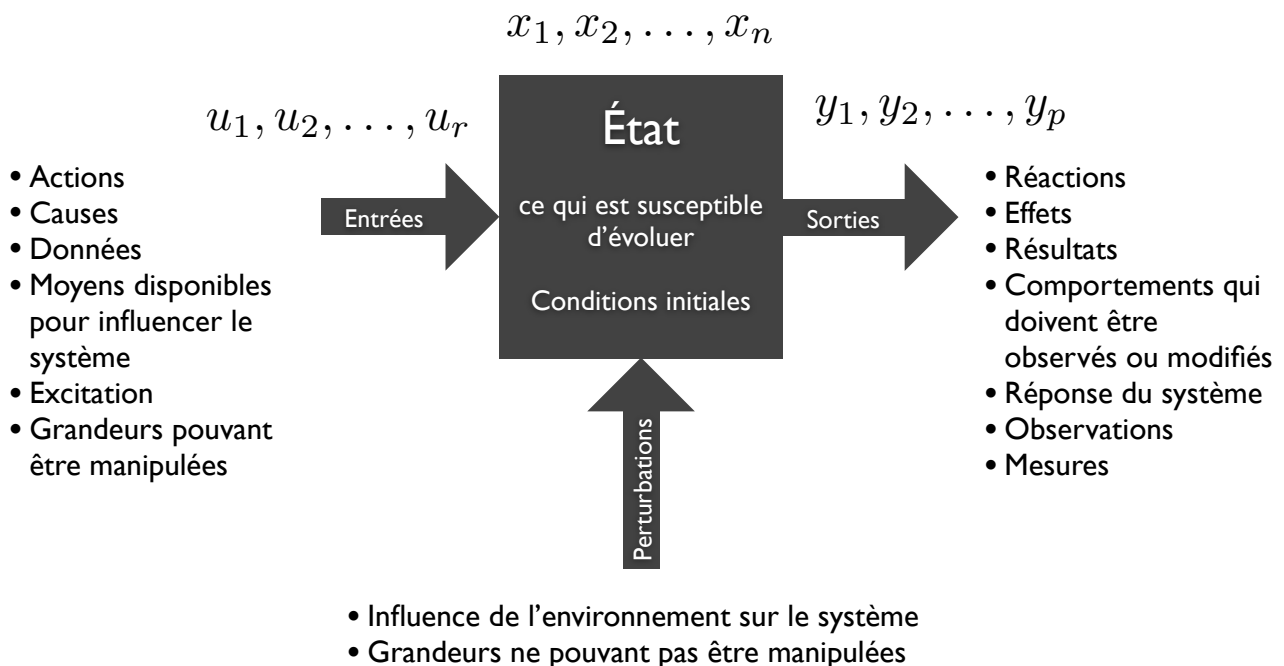 x_1, x_2, . . . , x_n
u_1, u_2, . . . , u_r
• Actions
• Causes
• Données
• Moyens disponibles
pour influencer le
système
• Excitation
• Grandeurs pouvant
être manipulées
Entrées
État
ce qui est susceptible
d’évoluer
Conditions initiales
Sorties
y_1, y_2, . . . , y_p
• Réactions
• Effets
• Résultats
• Comportements qui
doivent être
observés ou modifiés
• Réponse du système
• Observations
• Mesures
Perturbations
• Influence de l’environnement sur le système
• Grandeurs ne pouvant pas être manipulées